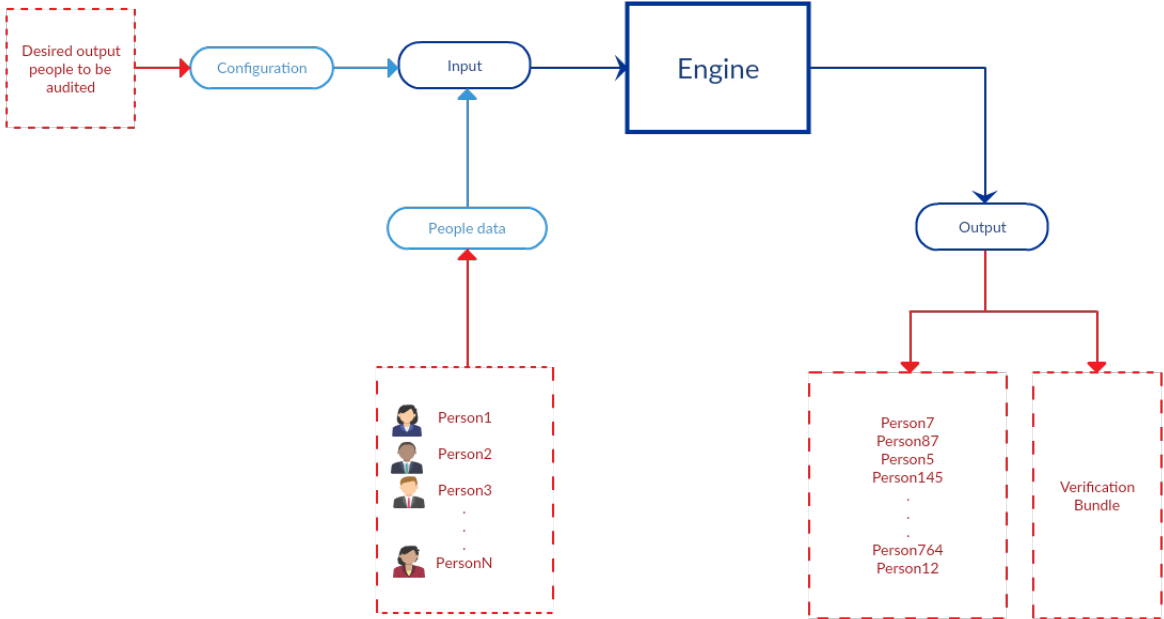 Desired output
people to be
audited
Configuration
Input
Engine
People data
Output
Person1
Person2
Person3
.
.
.
PersonN
Person7
Person87
Person5
Person145
.
.
.
Person764
Person12
Verification
Bundle